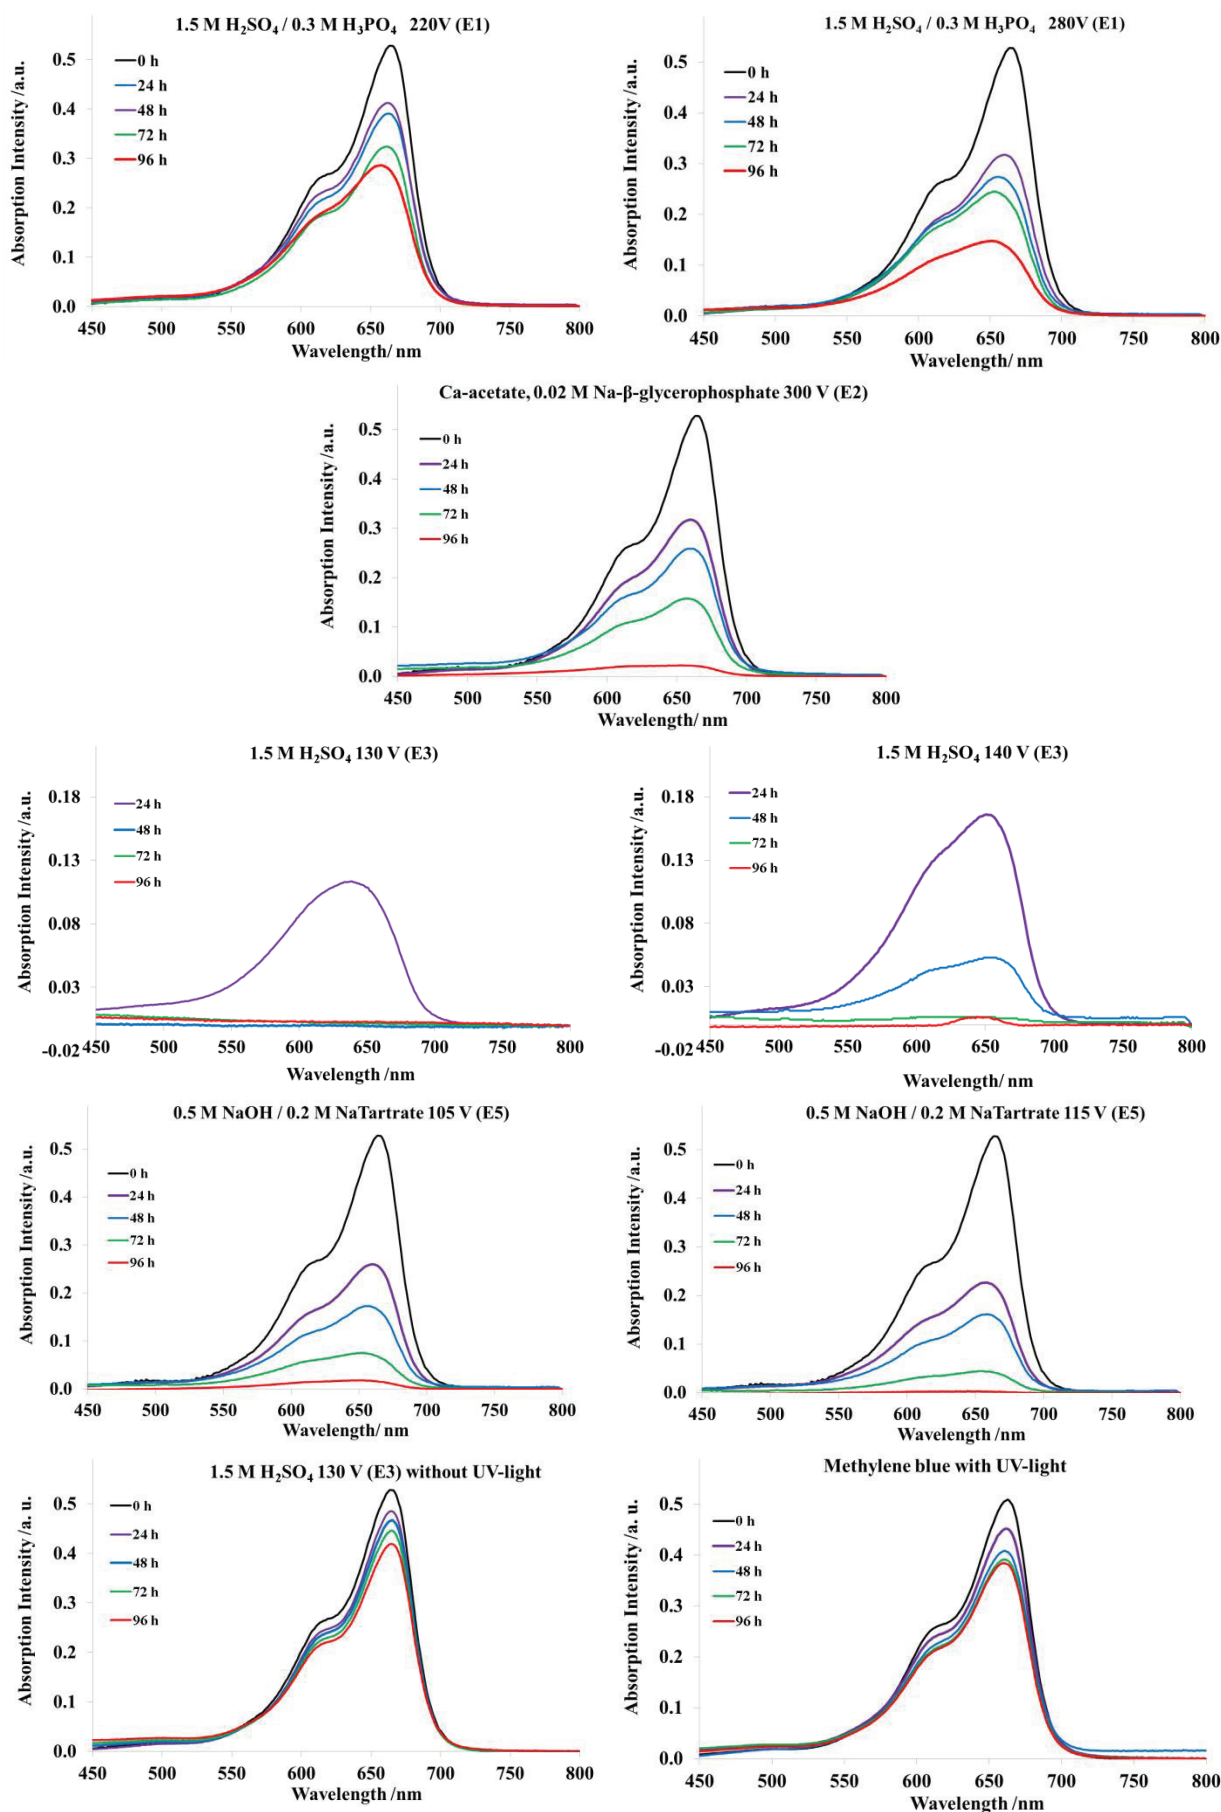 1.5 M H₂SO₄ / 0.3 M H₃PO₄ 220V (E1)
Absorption Intensity /a.u.
0.5
0.4
0.3
0.2
0.1
0.0
0 h
24 h
48 h
72 h
96 h
450 500 550 600 650 700 750 800
Wavelength/ nm
1.5 M H₂SO₄ / 0.3 M H₃PO₄ 280V (E1)
Absorption Intensity /a.u.
0.5
0.4
0.3
0.2
0.1
0.0
0 h
24 h
48 h
72 h
96 h
450 500 550 600 650 700 750 800
Wavelength/ nm
Ca-acetate, 0.02 M Na-β-glycerophosphate 300 V (E2)
Absorption Intensity /a.u.
0.5
0.4
0.3
0.2
0.1
0.0
0 h
24 h
48 h
72 h
96 h
450 500 550 600 650 700 750 800
Wavelength/ nm
1.5 M H₂SO₄ 130 V (E3)
Absorption Intensity /a.u.
0.18
0.13
0.08
0.03
-0.02
24 h
48 h
72 h
96 h
450 500 550 600 650 700 750 800
Wavelength /nm
1.5 M H₂SO₄ 140 V (E3)
Absorption Intensity /a.u.
0.18
0.13
0.08
0.03
-0.02
24 h
48 h
72 h
96 h
450 500 550 600 650 700 750 800
Wavelength/ nm
0.5 M NaOH / 0.2 M NaTartrate 105 V (E5)
Absorption Intensity /a.u.
0.5
0.4
0.3
0.2
0.1
0.0
0 h
24 h
48 h
72 h
96 h
450 500 550 600 650 700 750 800
Wavelength /nm
0.5 M NaOH / 0.2 M NaTartrate 115 V (E5)
Absorption Intensity /a.u.
0.5
0.4
0.3
0.2
0.1
0.0
0 h
24 h
48 h
72 h
96 h
450 500 550 600 650 700 750 800
Wavelength /nm
1.5 M H₂SO₄ 130 V (E3) without UV-light
Absorption Intensity /a. u.
0.5
0.4
0.3
0.2
0.1
0.0
0 h
24 h
48 h
72 h
96 h
450 500 550 600 650 700 750 800
Wavelength /nm
Methylene blue with UV-light
Absorption Intensity /a.u.
0.5
0.4
0.3
0.2
0.1
0.0
0 h
24 h
48 h
72 h
96 h
450 500 550 600 650 700 750 800
Wavelength /nm